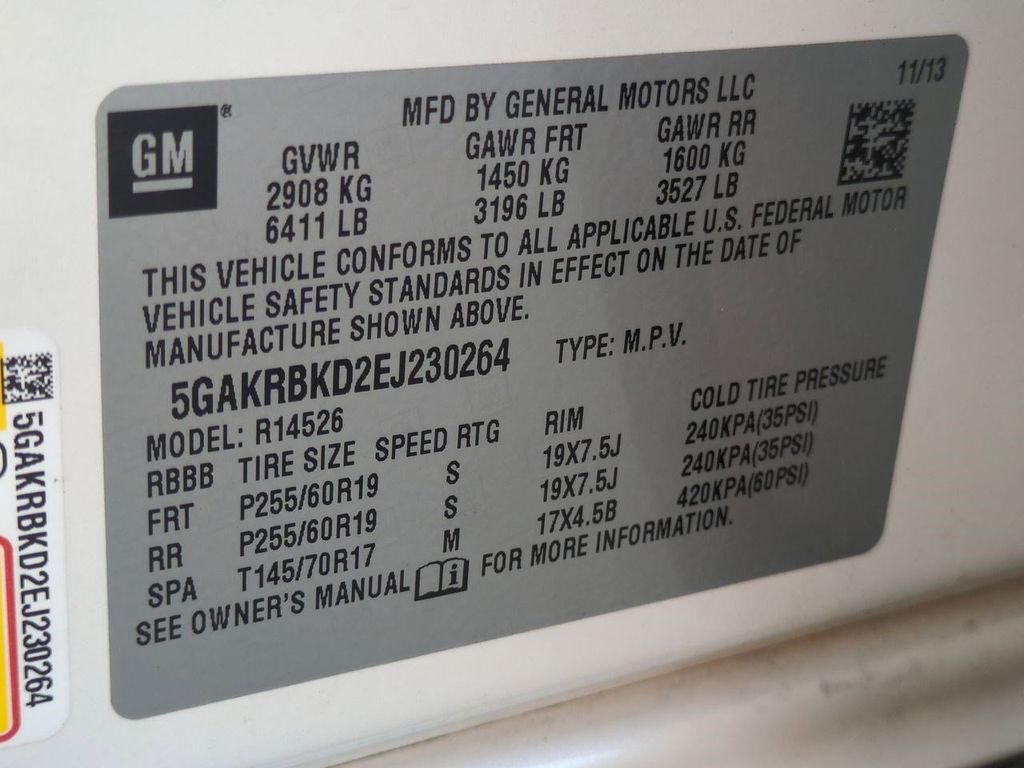 11/13
GM®
MFD BY GENERAL MOTORS LLC
GVWR GAWR FRT GAWR RR
2908 KG 1450 KG 1600 KG
6411 LB 3196 LB 3527 LB
THIS VEHICLE CONFORMS TO ALL APPLICABLE U.S. FEDERAL MOTOR
VEHICLE SAFETY STANDARDS IN EFFECT ON THE DATE OF
MANUFACTURE SHOWN ABOVE.
5GAKRBKD2EJ230264 TYPE: M.P.V.
MODEL: R14526
RBBB TIRE SIZE SPEED RTG RIM COLD TIRE PRESSURE
FRT P255/60R19 S 19X7.5J 240KPA(35PSI)
RR P255/60R19 S 19X7.5J 240KPA(35PSI)
SPA T145/70R17 M 17X4.5B 420KPA(60PSI)
SEE OWNER'S MANUAL i FOR MORE INFORMATION.
5GAKRBKD2EJ230264